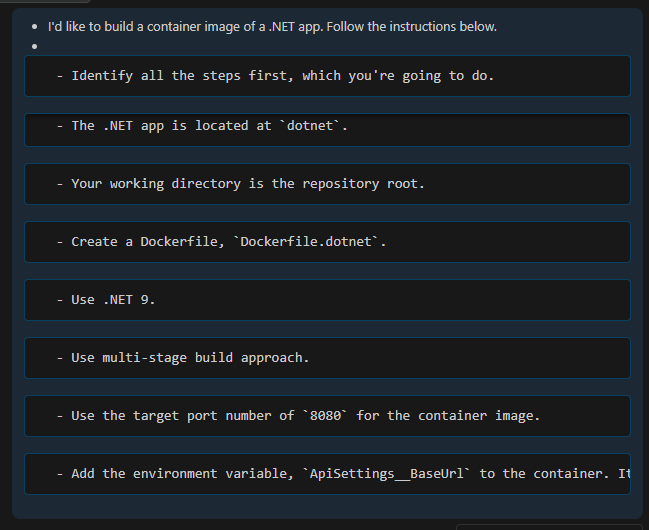 I'd like to build a container image of a .NET app. Follow the instructions below.
- Identify all the steps first, which you're going to do.
- The .NET app is located at `dotnet`.
- Your working directory is the repository root.
- Create a Dockerfile, `Dockerfile.dotnet`.
- Use .NET 9.
- Use multi-stage build approach.
- Use the target port number of `8080` for the container image.
- Add the environment variable, `ApiSettings__BaseUrl` to the container. It